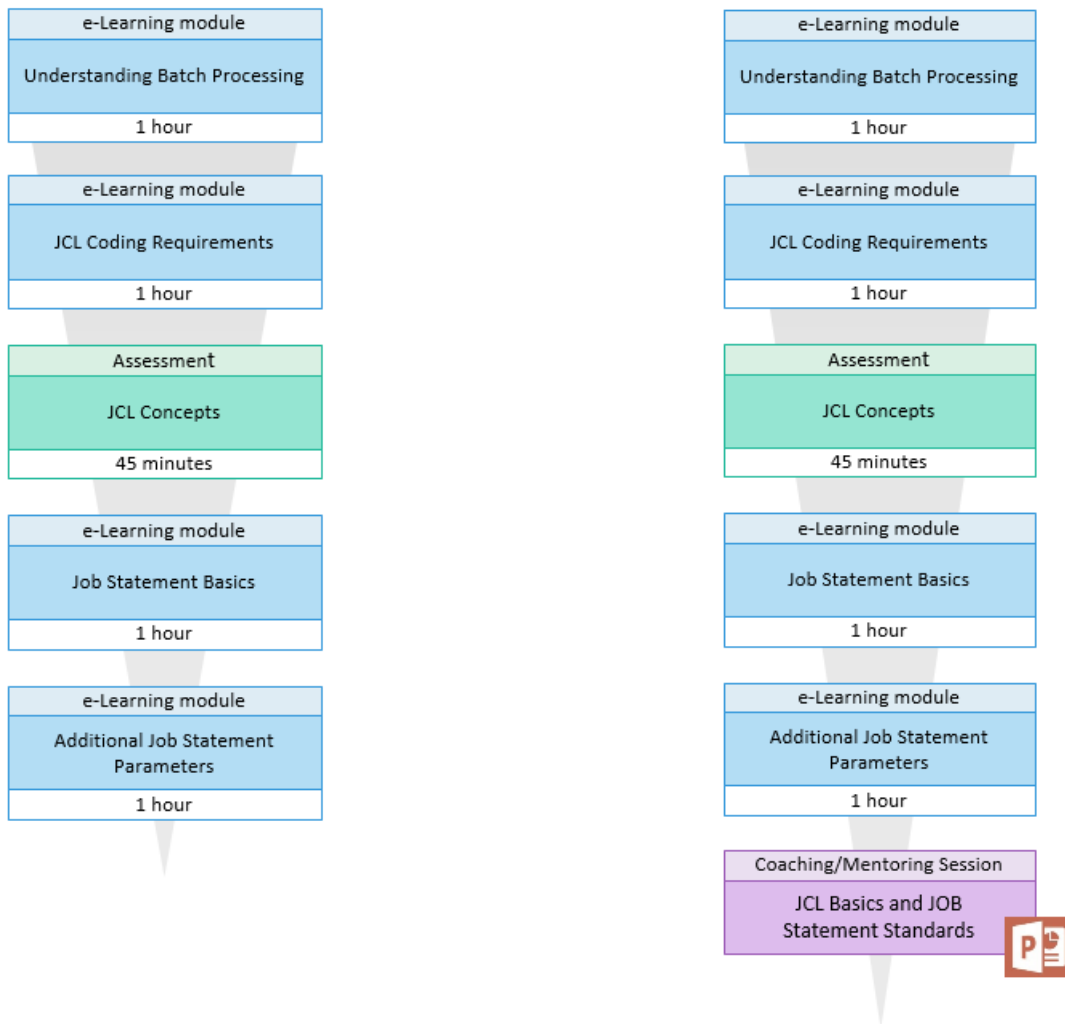 e-Learning module
Understanding Batch Processing
1 hour
e-Learning module
JCL Coding Requirements
1 hour
Assessment
JCL Concepts
45 minutes
e-Learning module
Job Statement Basics
1 hour
e-Learning module
Additional Job Statement
Parameters
1 hour
e-Learning module
Understanding Batch Processing
1 hour
e-Learning module
JCL Coding Requirements
1 hour
Assessment
JCL Concepts
45 minutes
e-Learning module
Job Statement Basics
1 hour
e-Learning module
Additional Job Statement
Parameters
1 hour
Coaching/Mentoring Session
JCL Basics and JOB
Statement Standards
P